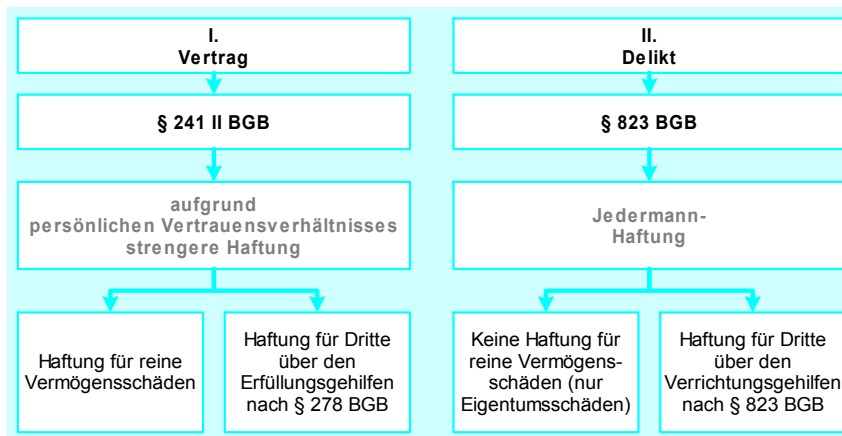 I.
Vertrag
§ 241 II BGB
aufgrund
persönlichen Vertrauensverhältnisses
strengere Haftung
Haftung für reine
Vermögensschäden
Haftung für Dritte
über den
Erfüllungsgehilfen
nach § 278 BGB
II.
Delikt
§ 823 BGB
Jedermann-
Haftung
Keine Haftung für
reine Vermögens-
schäden (nur
Eigentumsschäden)
Haftung für Dritte
über den
Verrichtungsgehilfen
nach § 823 BGB